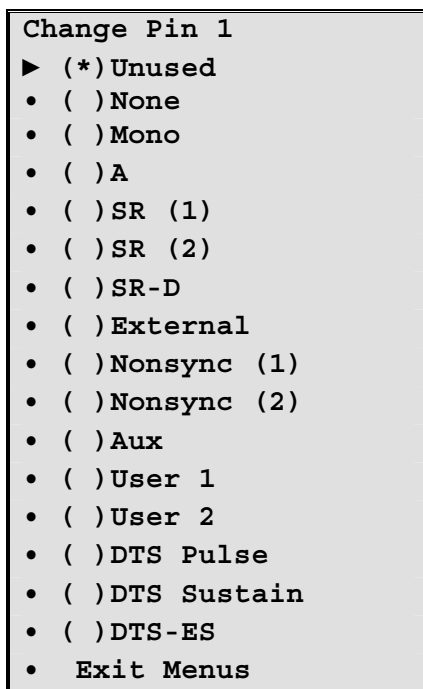 Change Pin 1
► (*)Unused
• ( )None
• ( )Mono
• ( )A
• ( )SR (1)
• ( )SR (2)
• ( )SR-D
• ( )External
• ( )Nonsync (1)
• ( )Nonsync (2)
• ( )Aux
• ( )User 1
• ( )User 2
• ( )DTS Pulse
• ( )DTS Sustain
• ( )DTS-ES
• Exit Menus